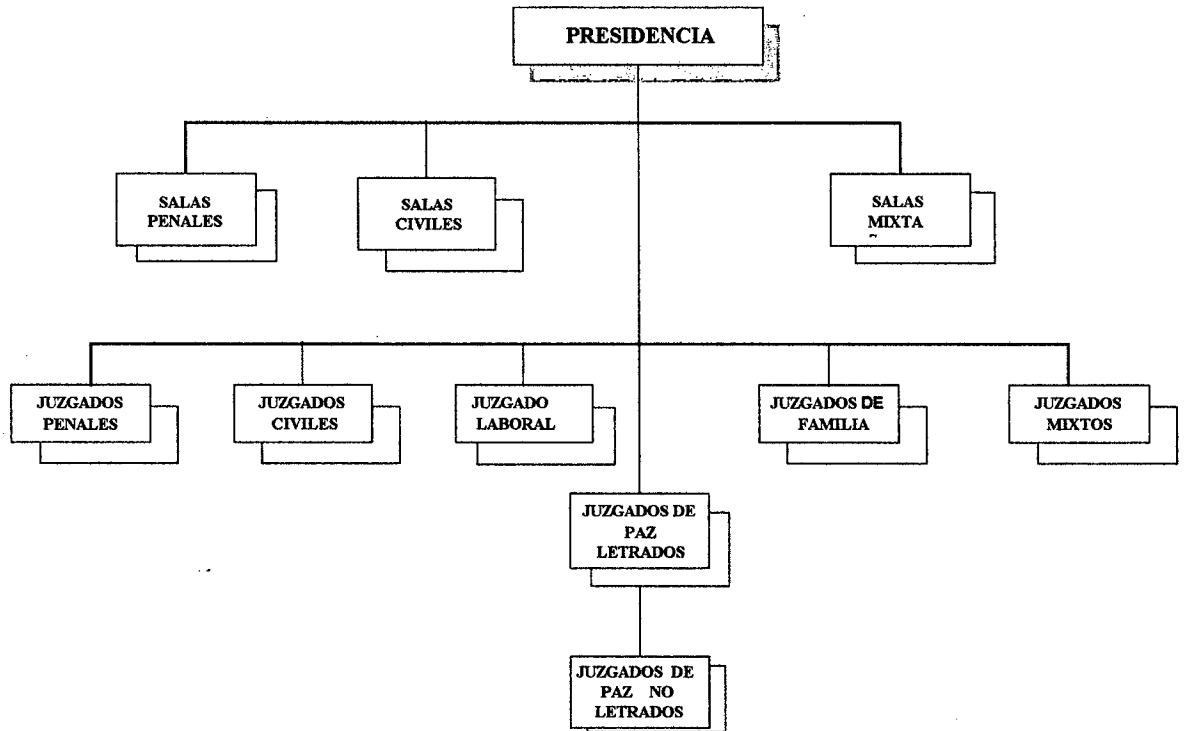 PRESIDENCIA
SALAS
PENALES
SALAS
CIVILES
SALAS
MIXTA
JUZGADOS
PENALES
JUZGADOS
CIVILES
JUZGADO
LABORAL
JUZGADOS DE
FAMILIA
JUZGADOS
MIXTOS
JUZGADOS DE
PAZ
LETRADOS
JUZGADOS DE
PAZ NO
LETRADOS